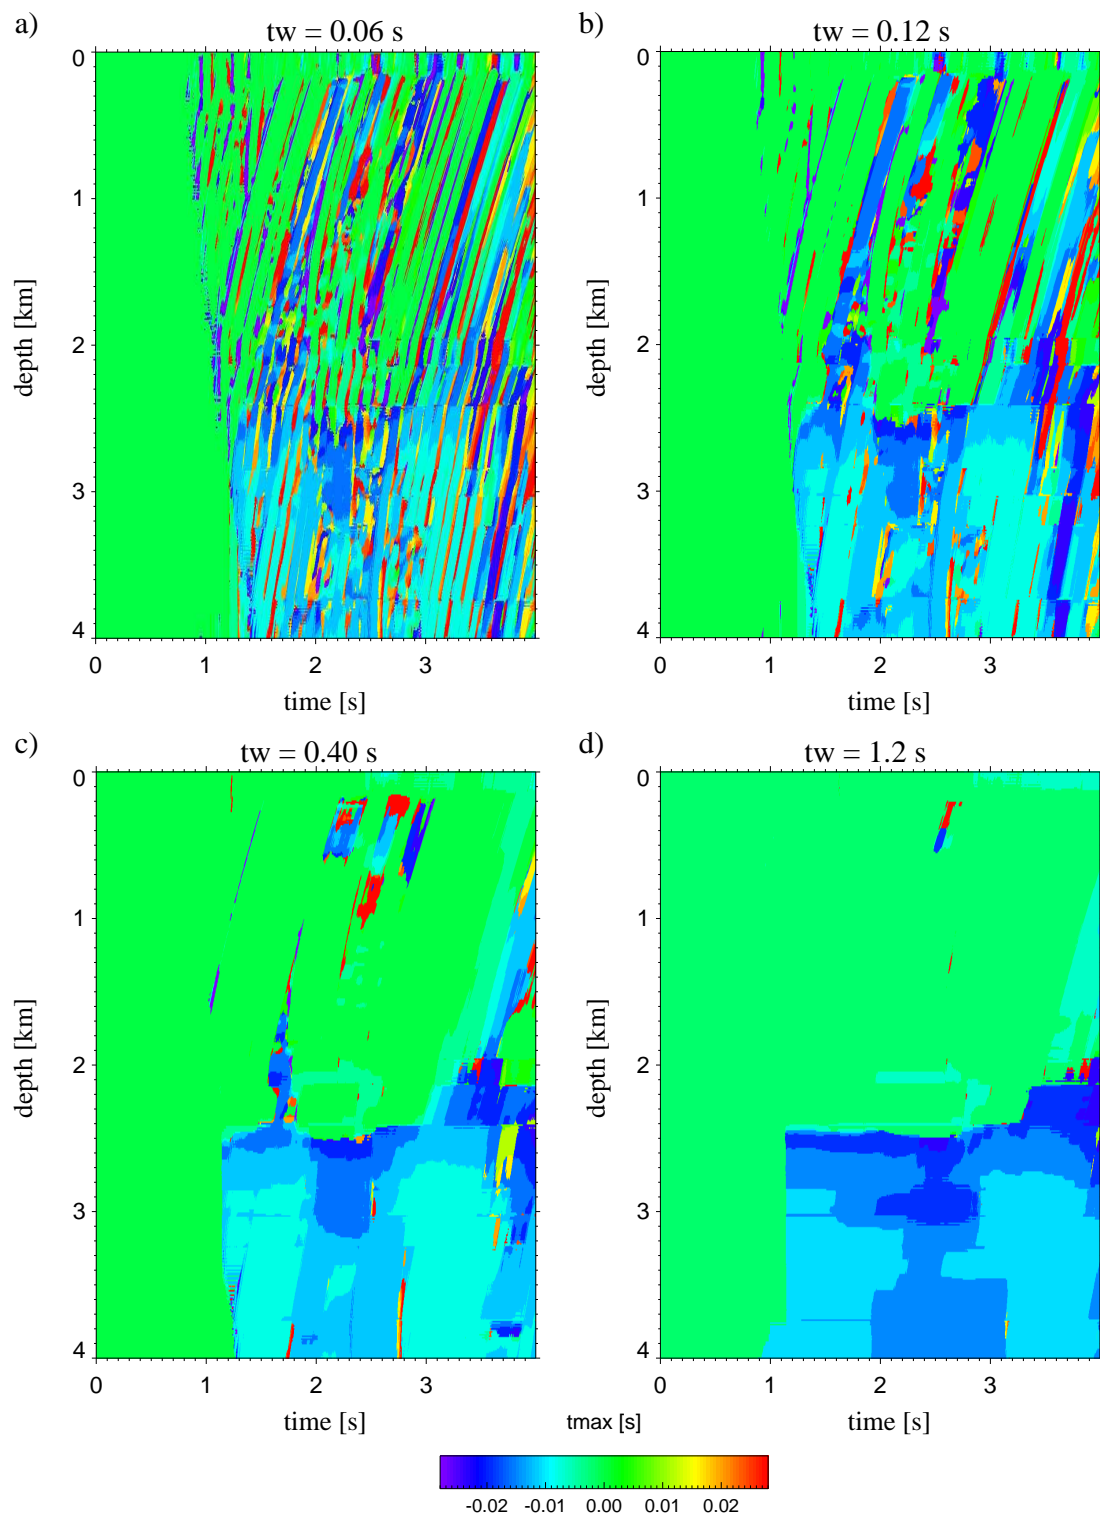 a)
tw = 0.06 s
b)
tw = 0.12 s
0
1
2
3
4
depth [km]
0 1 2 3
time [s]
0
1
2
3
4
depth [km]
0 1 2 3
time [s]
c)
tw = 0.40 s
d)
tw = 1.2 s
0
1
2
3
4
depth [km]
0 1 2 3
time [s]
0
1
2
3
4
depth [km]
0 1 2 3
time [s]
tmax [s]
-0.02 -0.01 0.00 0.01 0.02